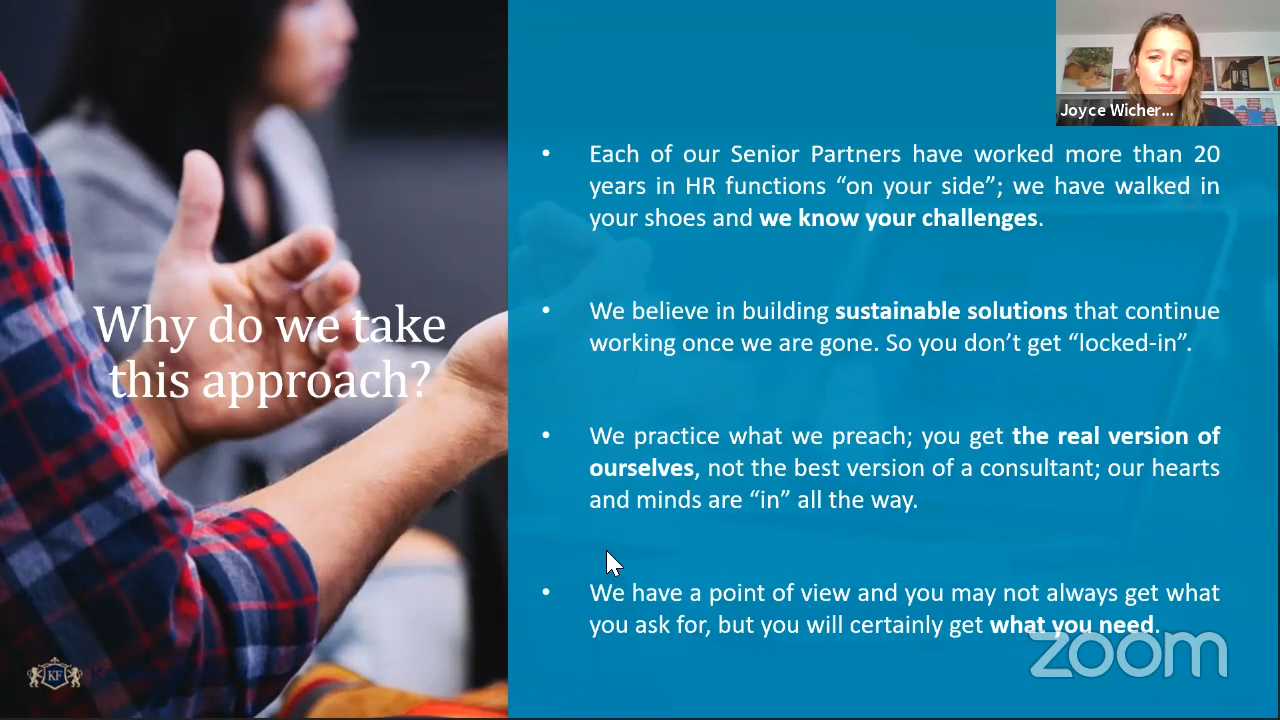 Joyce Wicher...
Why do we take
this approach?
• Each of our Senior Partners have worked more than 20
years in HR functions “on your side”; we have walked in
your shoes and we know your challenges.
• We believe in building sustainable solutions that continue
working once we are gone. So you don’t get “locked-in”.
• We practice what we preach; you get the real version of
ourselves, not the best version of a consultant; our hearts
and minds are “in” all the way.
• We have a point of view and you may not always get what
you ask for, but you will certainly get what you need.
zoom
KF